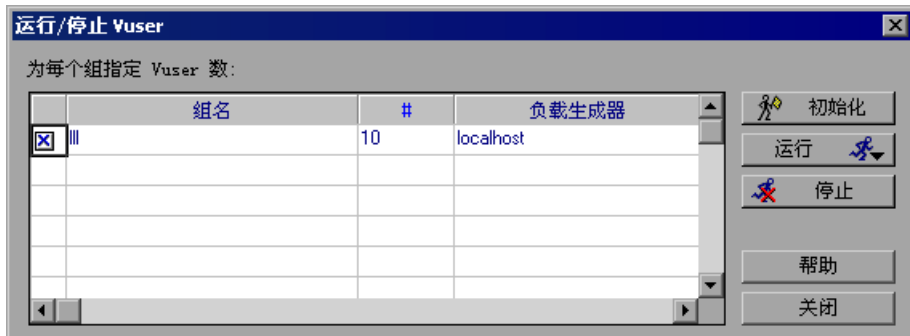 运行/停止 Vuser
为每个组指定 Vuser 数:
组名 # 负载生成器
lll 10 localhost
初始化
运行
停止
帮助
关闭